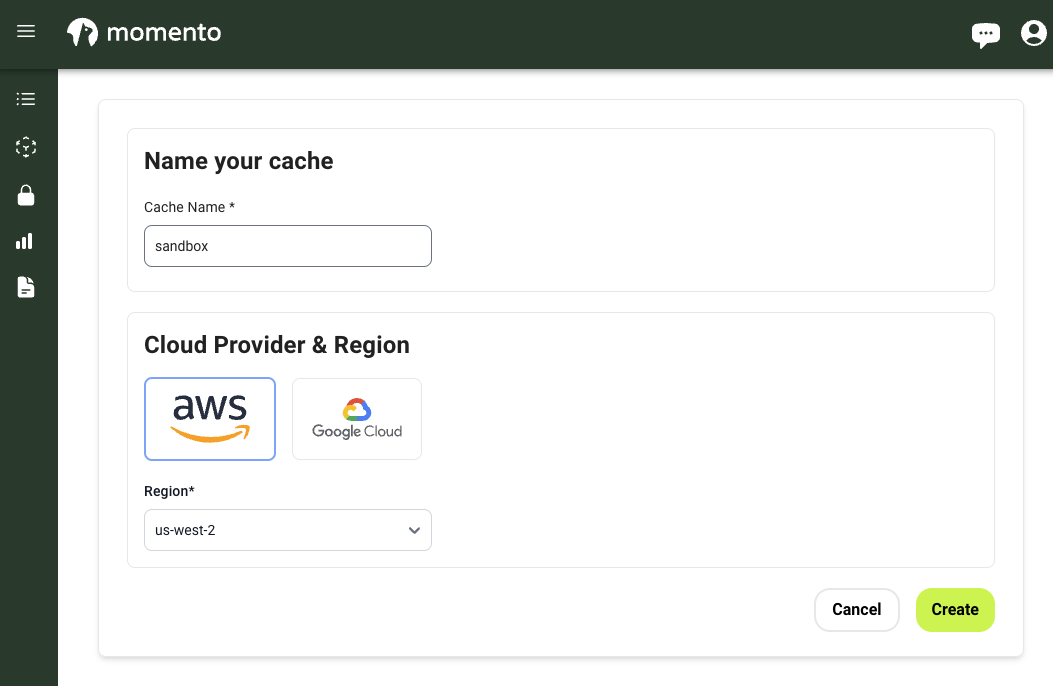 momento
Name your cache
Cache Name *
sandbox
Cloud Provider & Region
aws
Google Cloud
Region*
us-west-2
Cancel
Create